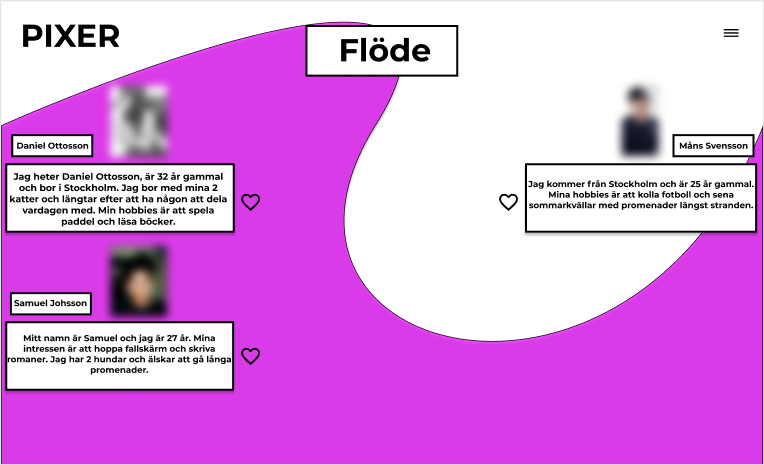 PIXER
Flöde
Daniel Ottosson
Jag heter Daniel Ottosson, är 32 år gammal
och bor i Stockholm. Jag bor med mina 2
katter och längtar efter att ha någon att dela
vardagen med. Min hobbies är att spela
paddel och läsa böcker.
Måns Svensson
Jag kommer från Stockholm och är 25 år gammal.
Mina hobbies är att kolla fotboll och sena
sommarkvällar med promenader längst stranden.
Samuel Johsson
Mitt namn är Samuel och jag är 27 år. Mina
intressen är att hoppa fallskärm och skriva
romaner. Jag har 2 hundar och älskar att gå långa
promenader.